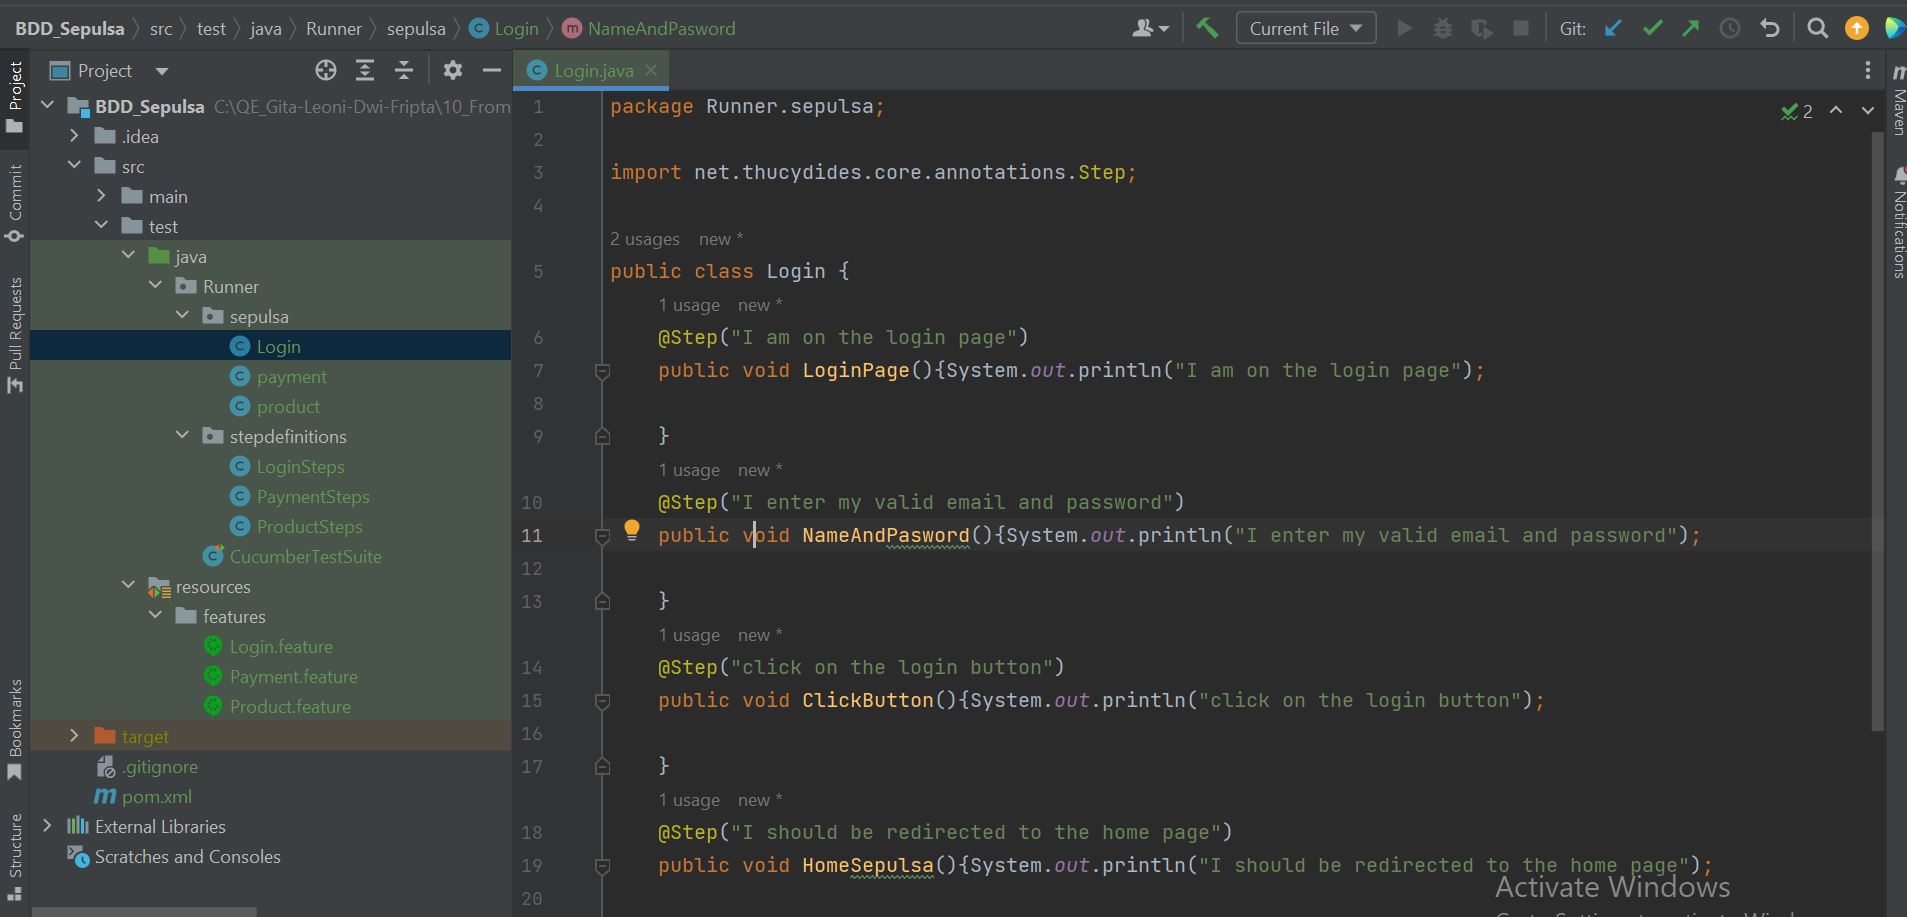 BDD_Sepulsa src test java Runner sepulsa Login NameAndPasword
Current File
Git:
Project
Login.java
Project
Commit
Pull Requests
Bookmarks
Structure
BDD_Sepulsa C:\QE_Gita-Leoni-Dwi-Fripta\10_From
.idea
src
main
test
java
Runner
sepulsa
Login
payment
product
stepdefinitions
LoginSteps
PaymentSteps
ProductSteps
CucumberTestSuite
resources
features
Login.feature
Payment.feature
Product.feature
target
.gitignore
pom.xml
External Libraries
Scratches and Consoles
1 package Runner.sepulsa;
2
3 import net.thucydides.core.annotations.Step;
4
2 usages new *
5 public class Login {
1 usage new *
6 @Step("I am on the login page")
7 public void LoginPage(){System.out.println("I am on the login page");
8
9 }
1 usage new *
10 @Step("I enter my valid email and password")
11 public void NameAndPasword(){System.out.println("I enter my valid email and password");
12
13 }
1 usage new *
14 @Step("click on the login button")
15 public void ClickButton(){System.out.println("click on the login button");
16
17 }
1 usage new *
18 @Step("I should be redirected to the home page")
19 public void HomeSepulsa(){System.out.println("I should be redirected to the home page");
20
2
Maven
Notifications
Activate Windows